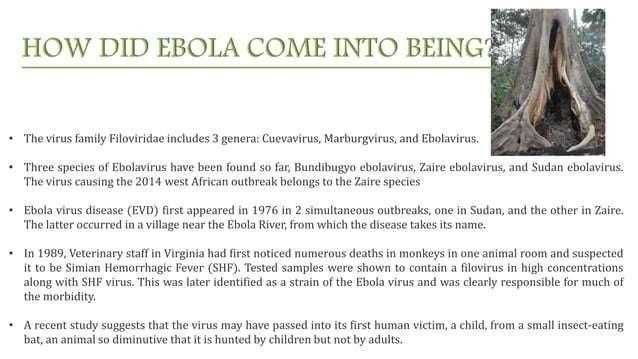 HOW DID EBOLA COME INTO BEING?
• The virus family Filoviridae includes 3 genera: Cuevavirus, Marburgvirus, and Ebolavirus.
• Three species of Ebolavirus have been found so far, Bundibugyo ebolavirus, Zaire ebolavirus, and Sudan ebolavirus.
The virus causing the 2014 west African outbreak belongs to the Zaire species
• Ebola virus disease (EVD) first appeared in 1976 in 2 simultaneous outbreaks, one in Sudan, and the other in Zaire.
The latter occurred in a village near the Ebola River, from which the disease takes its name.
• In 1989, Veterinary staff in Virginia had first noticed numerous deaths in monkeys in one animal room and suspected
it to be Simian Hemorrhagic Fever (SHF). Tested samples were shown to contain a filovirus in high concentrations
along with SHF virus. This was later identified as a strain of the Ebola virus and was clearly responsible for much of
the morbidity.
• A recent study suggests that the virus may have passed into its first human victim, a child, from a small insect-eating
bat, an animal so diminutive that it is hunted by children but not by adults.